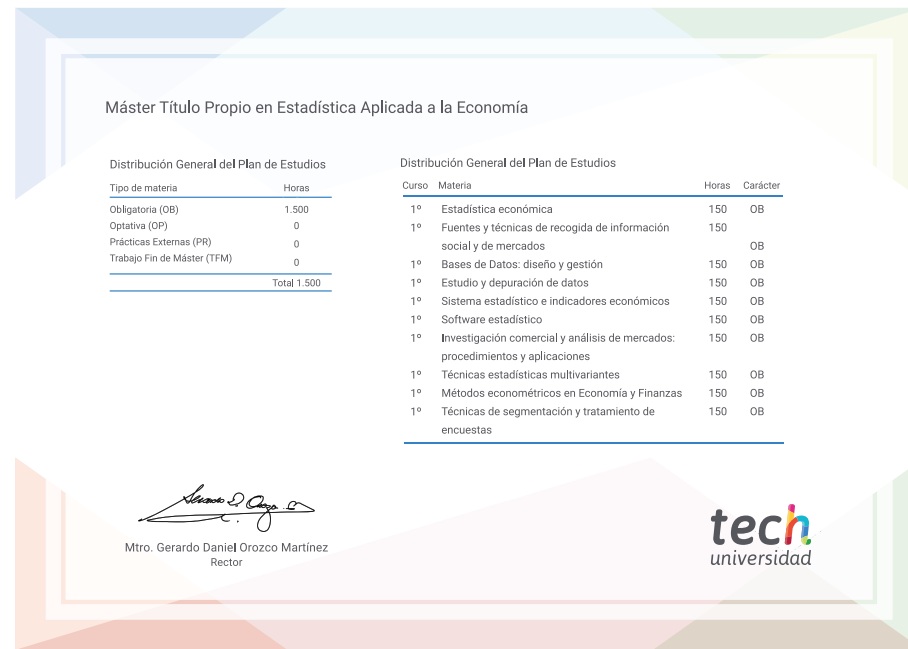 Máster Título Propio en Estadística Aplicada a la Economía
Distribución General del Plan de Estudios
Tipo de materia Horas
Obligatoria (OB) 1.500
Optativa (OP) 0
Prácticas Externas (PR) 0
Trabajo Fin de Máster (TFM) 0
Total 1.500
Distribución General del Plan de Estudios
Curso Materia Horas Carácter
1º Estadística económica 150 OB
1º Fuentes y técnicas de recogida de información 150
social y de mercados OB
1º Bases de Datos: diseño y gestión 150 OB
1º Estudio y depuración de datos 150 OB
1º Sistema estadístico e indicadores económicos 150 OB
1º Software estadístico 150 OB
1º Investigación comercial y análisis de mercados: 150 OB
procedimientos y aplicaciones
1º Técnicas estadísticas multivariantes 150 OB
1º Métodos econométricos en Economía y Finanzas 150 OB
1º Técnicas de segmentación y tratamiento de 150 OB
encuestas
Mtro. Gerardo Daniel Orozco Martínez
Rector
tech
universidad